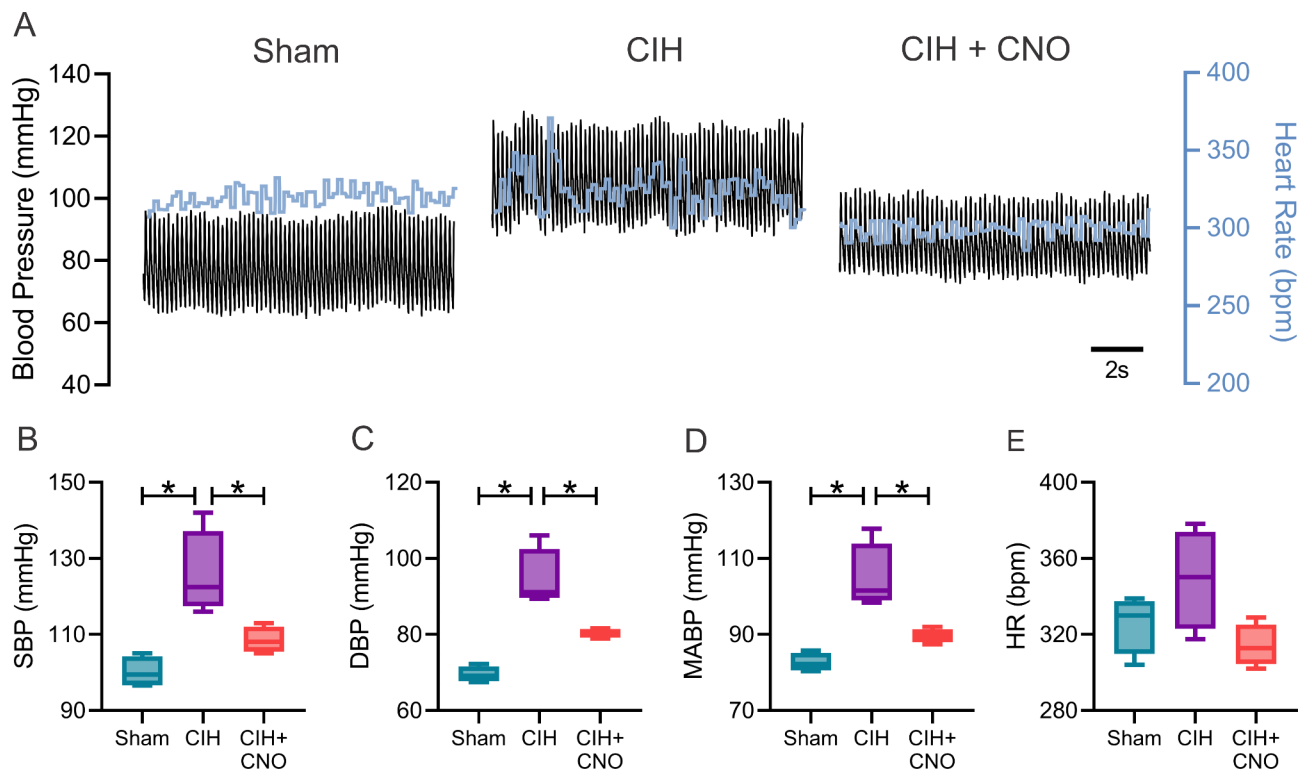 A
Sham
CIH
CIH + CNO
Blood Pressure (mmHg)
140
120
100
80
60
40
400
350
300
250
200
Heart Rate (bpm)
2s
B
SBP (mmHg)
150
130
110
90
* *
Sham CIH CIH+
CNO
C
DBP (mmHg)
120
100
80
60
* *
Sham CIH CIH+
CNO
D
MABP (mmHg)
130
110
90
70
* *
Sham CIH CIH+
CNO
E
HR (bpm)
400
360
320
280
Sham CIH CIH+
CNO